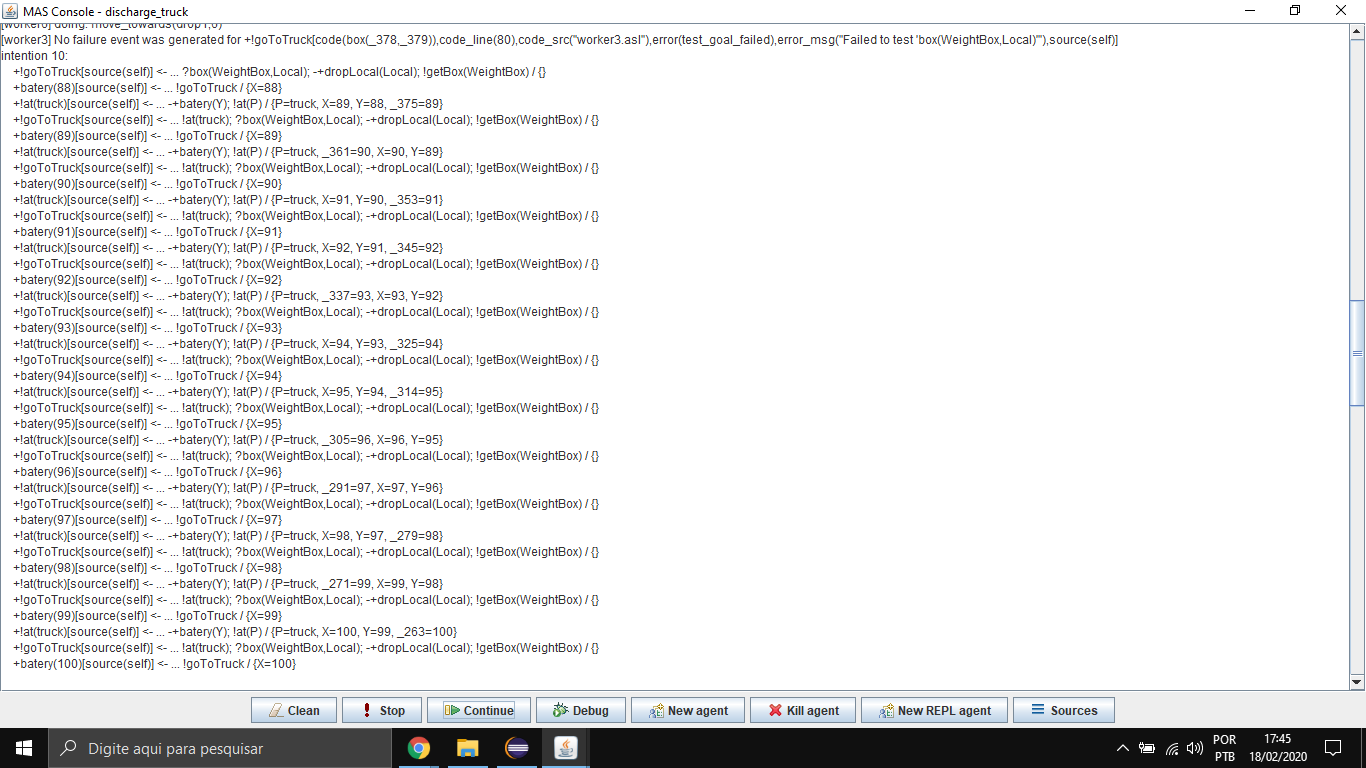 MAS Console - discharge_truck
[worker6] doing: move_towards(drop1,0)
[worker3] No failure event was generated for +!goToTruck[code(box(_378,_379)),code_line(80),code_src("worker3.asl"),error(test_goal_failed),error_msg("Failed to test 'box(WeightBox,Local)'"),source(self)]
intention 10:
+!goToTruck[source(self)] <- ... ?box(WeightBox,Local); -+dropLocal(Local); !getBox(WeightBox) / {}
+batery(88)[source(self)] <- ... !goToTruck / {X=88}
+!at(truck)[source(self)] <- ... -+batery(Y); !at(P) / {P=truck, X=89, Y=88, _375=89}
+!goToTruck[source(self)] <- ... !at(truck); ?box(WeightBox,Local); -+dropLocal(Local); !getBox(WeightBox) / {}
+batery(89)[source(self)] <- ... !goToTruck / {X=89}
+!at(truck)[source(self)] <- ... -+batery(Y); !at(P) / {P=truck, _361=90, X=90, Y=89}
+!goToTruck[source(self)] <- ... !at(truck); ?box(WeightBox,Local); -+dropLocal(Local); !getBox(WeightBox) / {}
+batery(90)[source(self)] <- ... !goToTruck / {X=90}
+!at(truck)[source(self)] <- ... -+batery(Y); !at(P) / {P=truck, X=91, Y=90, _353=91}
+!goToTruck[source(self)] <- ... !at(truck); ?box(WeightBox,Local); -+dropLocal(Local); !getBox(WeightBox) / {}
+batery(91)[source(self)] <- ... !goToTruck / {X=91}
+!at(truck)[source(self)] <- ... -+batery(Y); !at(P) / {P=truck, X=92, Y=91, _345=92}
+!goToTruck[source(self)] <- ... !at(truck); ?box(WeightBox,Local); -+dropLocal(Local); !getBox(WeightBox) / {}
+batery(92)[source(self)] <- ... !goToTruck / {X=92}
+!at(truck)[source(self)] <- ... -+batery(Y); !at(P) / {P=truck, _337=93, X=93, Y=92}
+!goToTruck[source(self)] <- ... !at(truck); ?box(WeightBox,Local); -+dropLocal(Local); !getBox(WeightBox) / {}
+batery(93)[source(self)] <- ... !goToTruck / {X=93}
+!at(truck)[source(self)] <- ... -+batery(Y); !at(P) / {P=truck, X=94, Y=93, _325=94}
+!goToTruck[source(self)] <- ... !at(truck); ?box(WeightBox,Local); -+dropLocal(Local); !getBox(WeightBox) / {}
+batery(94)[source(self)] <- ... !goToTruck / {X=94}
+!at(truck)[source(self)] <- ... -+batery(Y); !at(P) / {P=truck, X=95, Y=94, _314=95}
+!goToTruck[source(self)] <- ... !at(truck); ?box(WeightBox,Local); -+dropLocal(Local); !getBox(WeightBox) / {}
+batery(95)[source(self)] <- ... !goToTruck / {X=95}
+!at(truck)[source(self)] <- ... -+batery(Y); !at(P) / {P=truck, _305=96, X=96, Y=95}
+!goToTruck[source(self)] <- ... !at(truck); ?box(WeightBox,Local); -+dropLocal(Local); !getBox(WeightBox) / {}
+batery(96)[source(self)] <- ... !goToTruck / {X=96}
+!at(truck)[source(self)] <- ... -+batery(Y); !at(P) / {P=truck, _291=97, X=97, Y=96}
+!goToTruck[source(self)] <- ... !at(truck); ?box(WeightBox,Local); -+dropLocal(Local); !getBox(WeightBox) / {}
+batery(97)[source(self)] <- ... !goToTruck / {X=97}
+!at(truck)[source(self)] <- ... -+batery(Y); !at(P) / {P=truck, X=98, Y=97, _279=98}
+!goToTruck[source(self)] <- ... !at(truck); ?box(WeightBox,Local); -+dropLocal(Local); !getBox(WeightBox) / {}
+batery(98)[source(self)] <- ... !goToTruck / {X=98}
+!at(truck)[source(self)] <- ... -+batery(Y); !at(P) / {P=truck, _271=99, X=99, Y=98}
+!goToTruck[source(self)] <- ... !at(truck); ?box(WeightBox,Local); -+dropLocal(Local); !getBox(WeightBox) / {}
+batery(99)[source(self)] <- ... !goToTruck / {X=99}
+!at(truck)[source(self)] <- ... -+batery(Y); !at(P) / {P=truck, X=100, Y=99, _263=100}
+!goToTruck[source(self)] <- ... !at(truck); ?box(WeightBox,Local); -+dropLocal(Local); !getBox(WeightBox) / {}
+batery(100)[source(self)] <- ... !goToTruck / {X=100}
Clean Stop Continue Debug New agent Kill agent New REPL agent Sources
Digite aqui para pesquisar
POR 17:45
PTB 18/02/2020